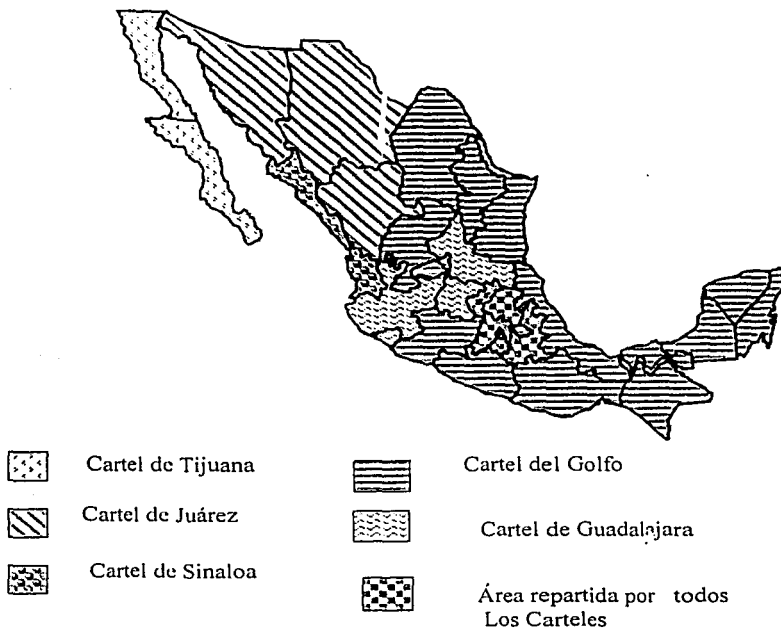 Cartel de Tijuana
Cartel de Juárez
Cartel de Sinaloa
Cartel del Golfo
Cartel de Guadalajara
Área repartida por todos
Los Carteles